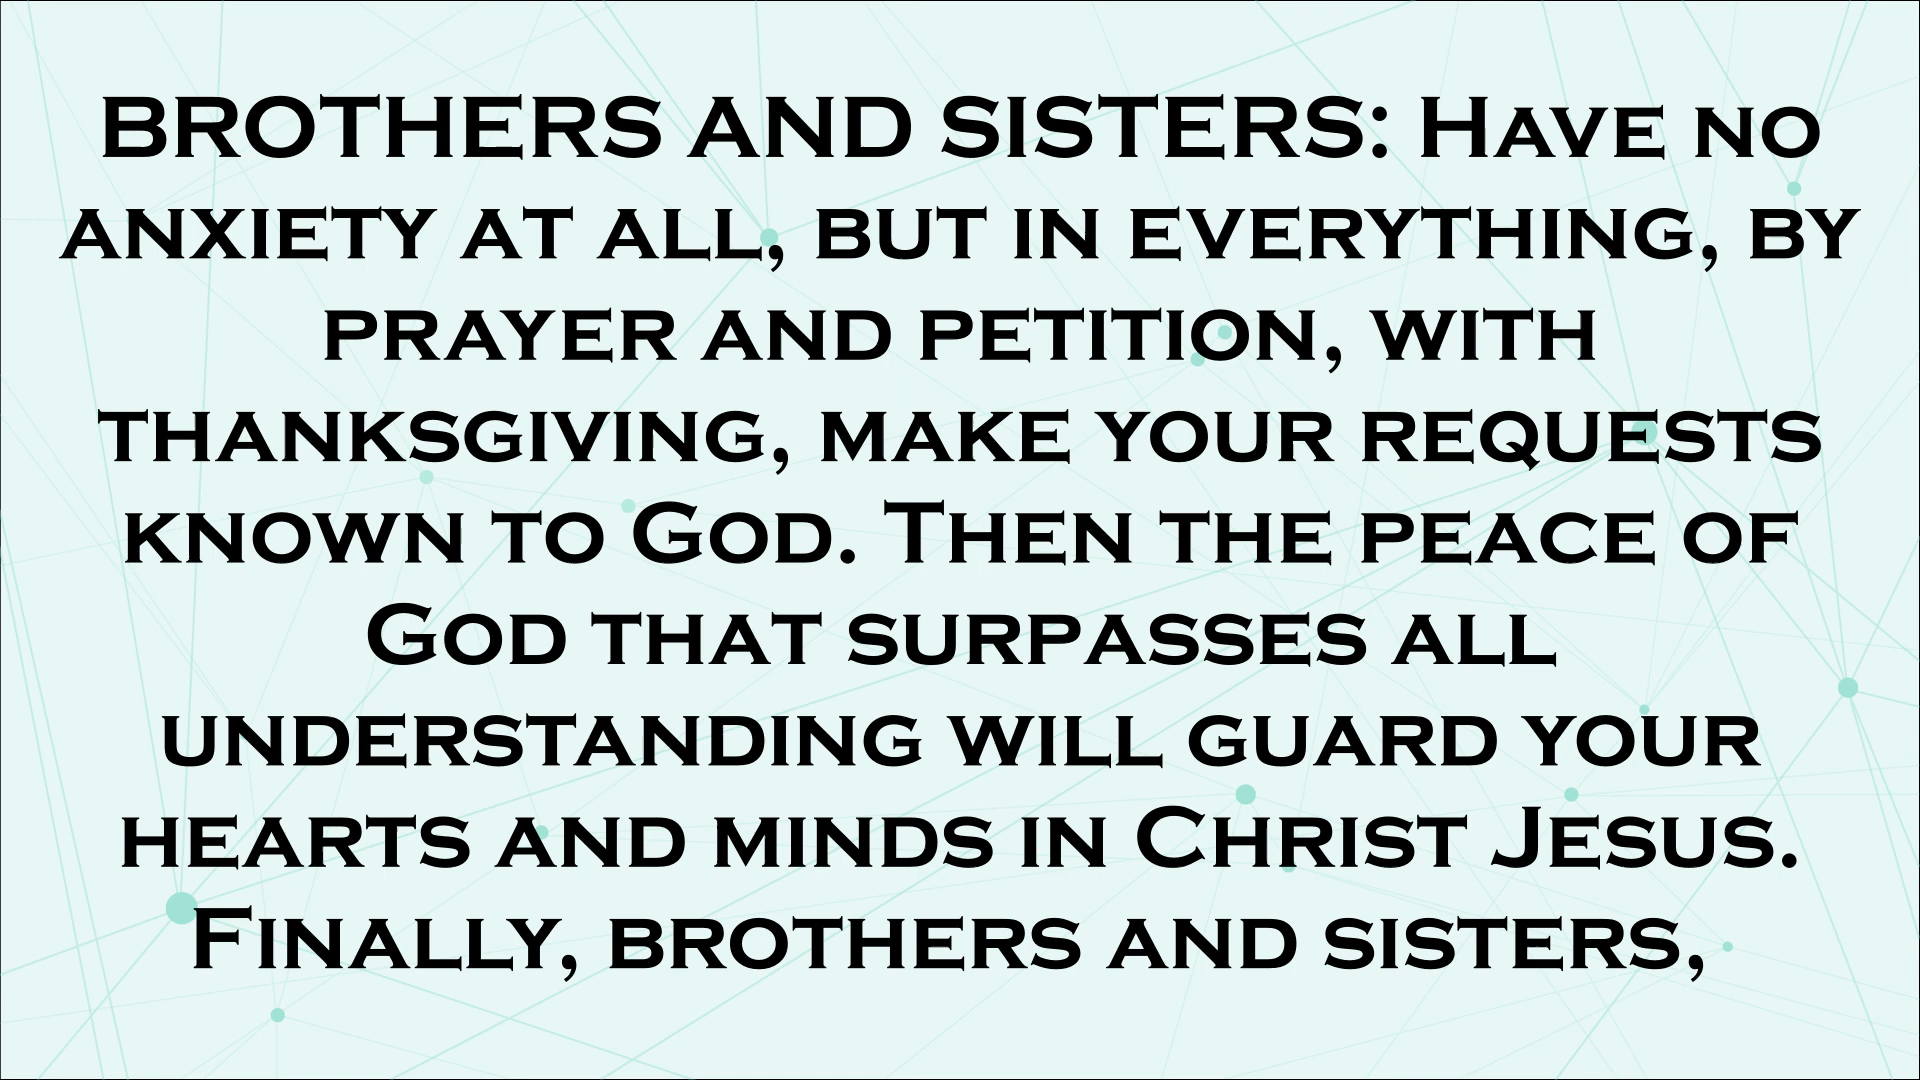 BROTHERS AND SISTERS: Have no
anxiety at all, but in everything, by
prayer and petition, with
thanksgiving, make your requests
known to God. Then the peace of
God that surpasses all
understanding will guard your
hearts and minds in Christ Jesus.
Finally, brothers and sisters,